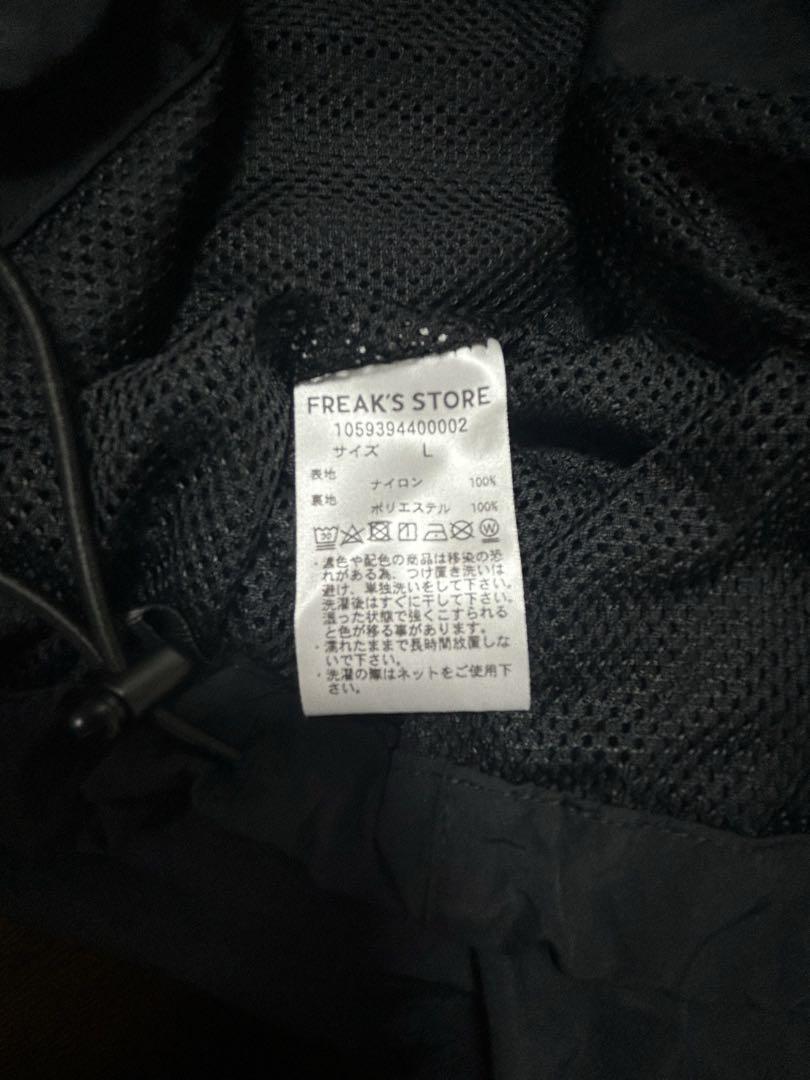 FREAK'S STORE
1059394400002
サイズ L
表地
ナイロン 100%
裏地
ポリエステル 100%
30 W
・濃色や配色の商品は移染の恐
れがある為、つけ置き洗いは
避け、単独洗いをして下さい。
洗濯後はすぐに干して下さい。
湿った状態で強くこすられる
と色が移る事があります。
・濡れたままで長時間放置しな
いで下さい。
・洗濯の際はネットをご使用下
さい。